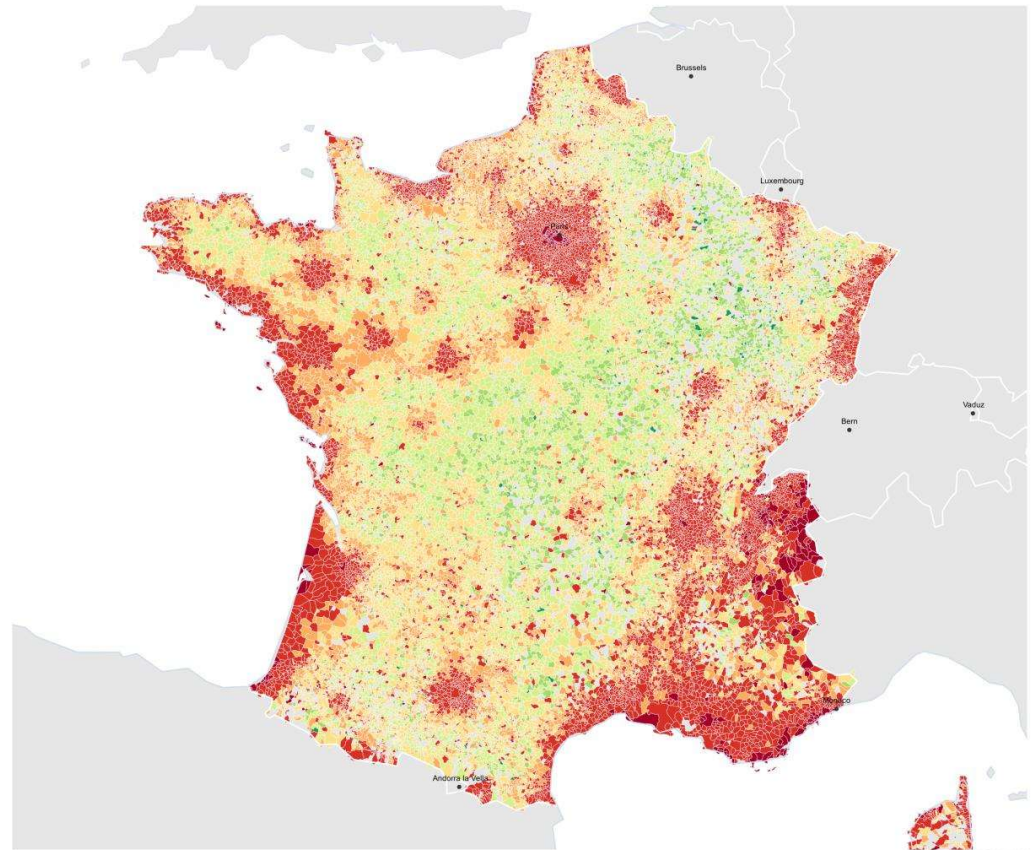 Brussels
Luxembourg
Paris
Vaduz
Bern
Monaco
Andorra la Vella